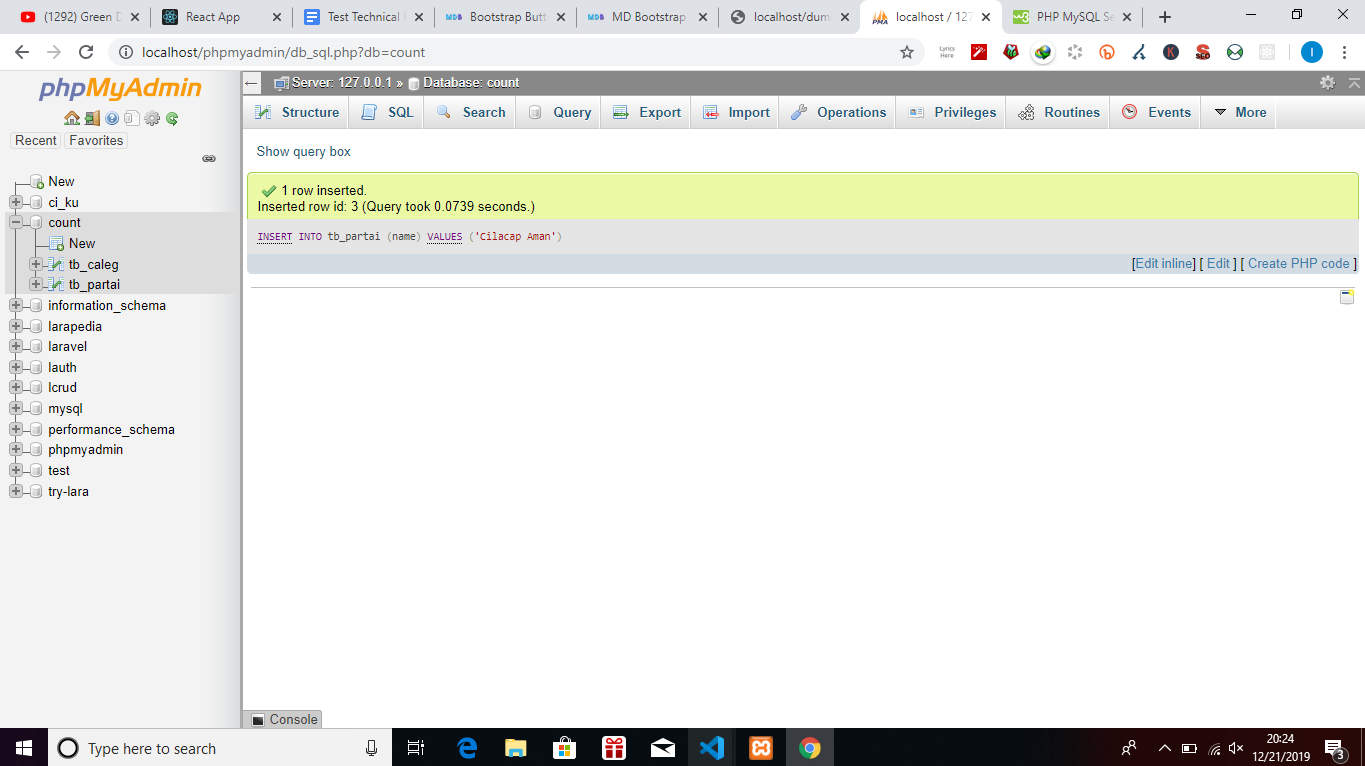 (1292) Green D
React App
Test Technical
Bootstrap Butt
MD Bootstrap
localhost/dum
localhost / 127
PHP MySQL Se
localhost/phpmyadmin/db_sql.php?db=count
Lyrics Here
SEO
I
phpMyAdmin
Recent
Favorites
New
ci_ku
count
New
tb_caleg
tb_partai
information_schema
larapedia
laravel
lauth
lcrud
mysql
performance_schema
phpmyadmin
test
try-lara
Server: 127.0.0.1 » Database: count
Structure SQL Search Query Export Import Operations Privileges Routines Events More
Show query box
1 row inserted.
Inserted row id: 3 (Query took 0.0739 seconds.)
INSERT INTO tb_partai (name) VALUES ('Cilacap Aman')
[Edit inline] [ Edit ] [ Create PHP code ]
Console
Type here to search
20:24
12/21/2019
3